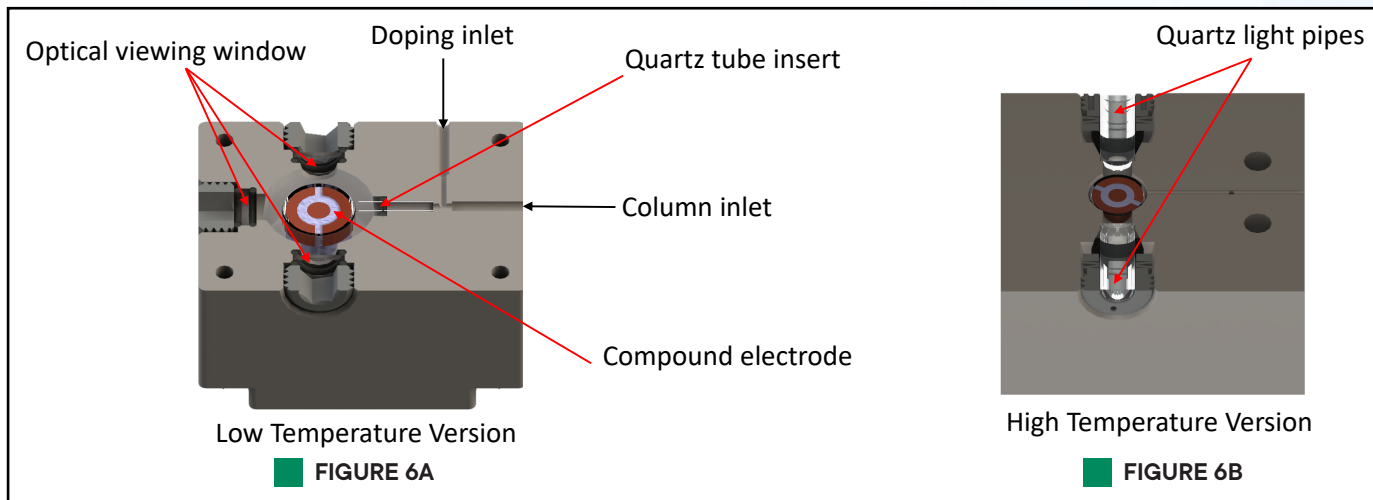 Doping inlet
Optical viewing window
Quartz tube insert
Column inlet
Compound electrode
Low Temperature Version
FIGURE 6A
Quartz light pipes
High Temperature Version
FIGURE 6B